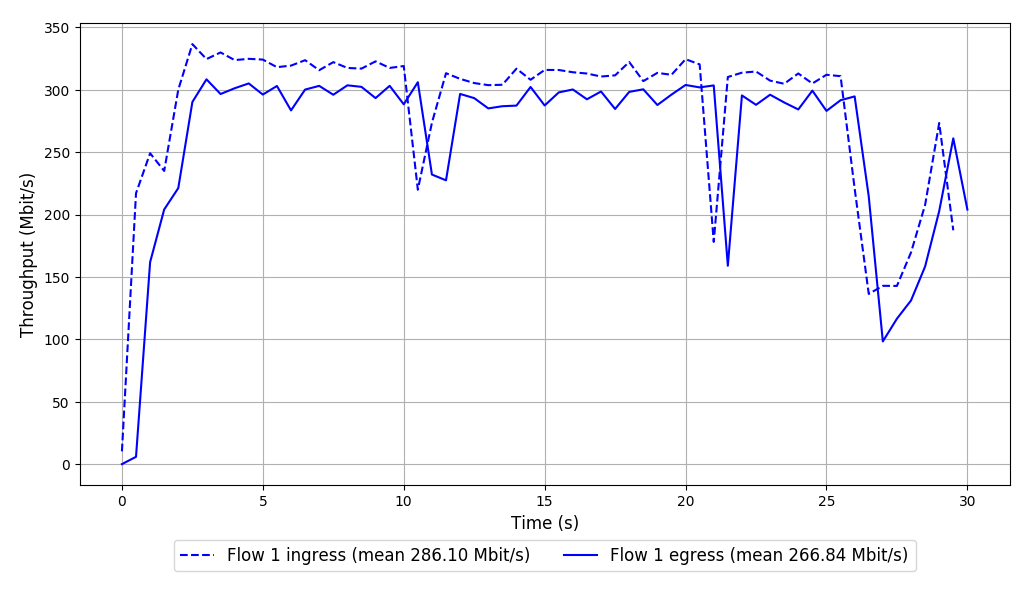 350
300
250
200
150
100
50
0
Throughput (Mbit/s)
0 5 10 15 20 25 30
Time (s)
Flow 1 ingress (mean 286.10 Mbit/s) Flow 1 egress (mean 266.84 Mbit/s)